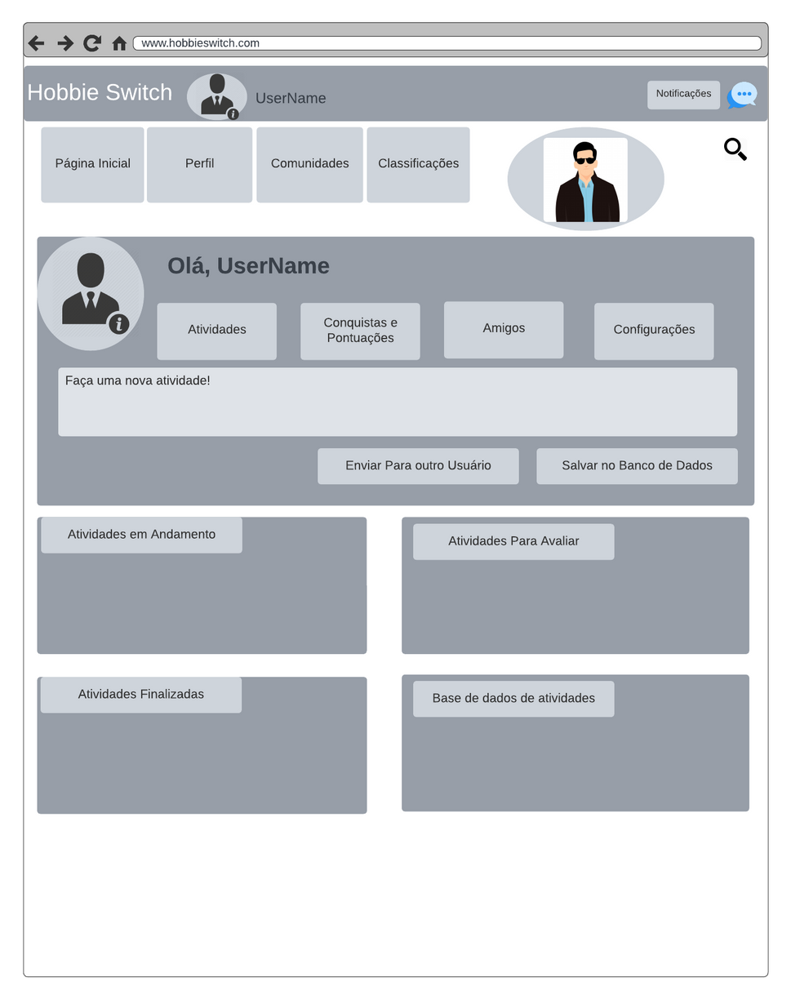 www.hobbieswitch.com
Hobbie Switch
UserName
Notificações
Página Inicial
Perfil
Comunidades
Classificações
Olá, UserName
Atividades
Conquistas e
Pontuações
Amigos
Configurações
Faça uma nova atividade!
Enviar Para outro Usuário
Salvar no Banco de Dados
Atividades em Andamento
Atividades Para Avaliar
Atividades Finalizadas
Base de dados de atividades